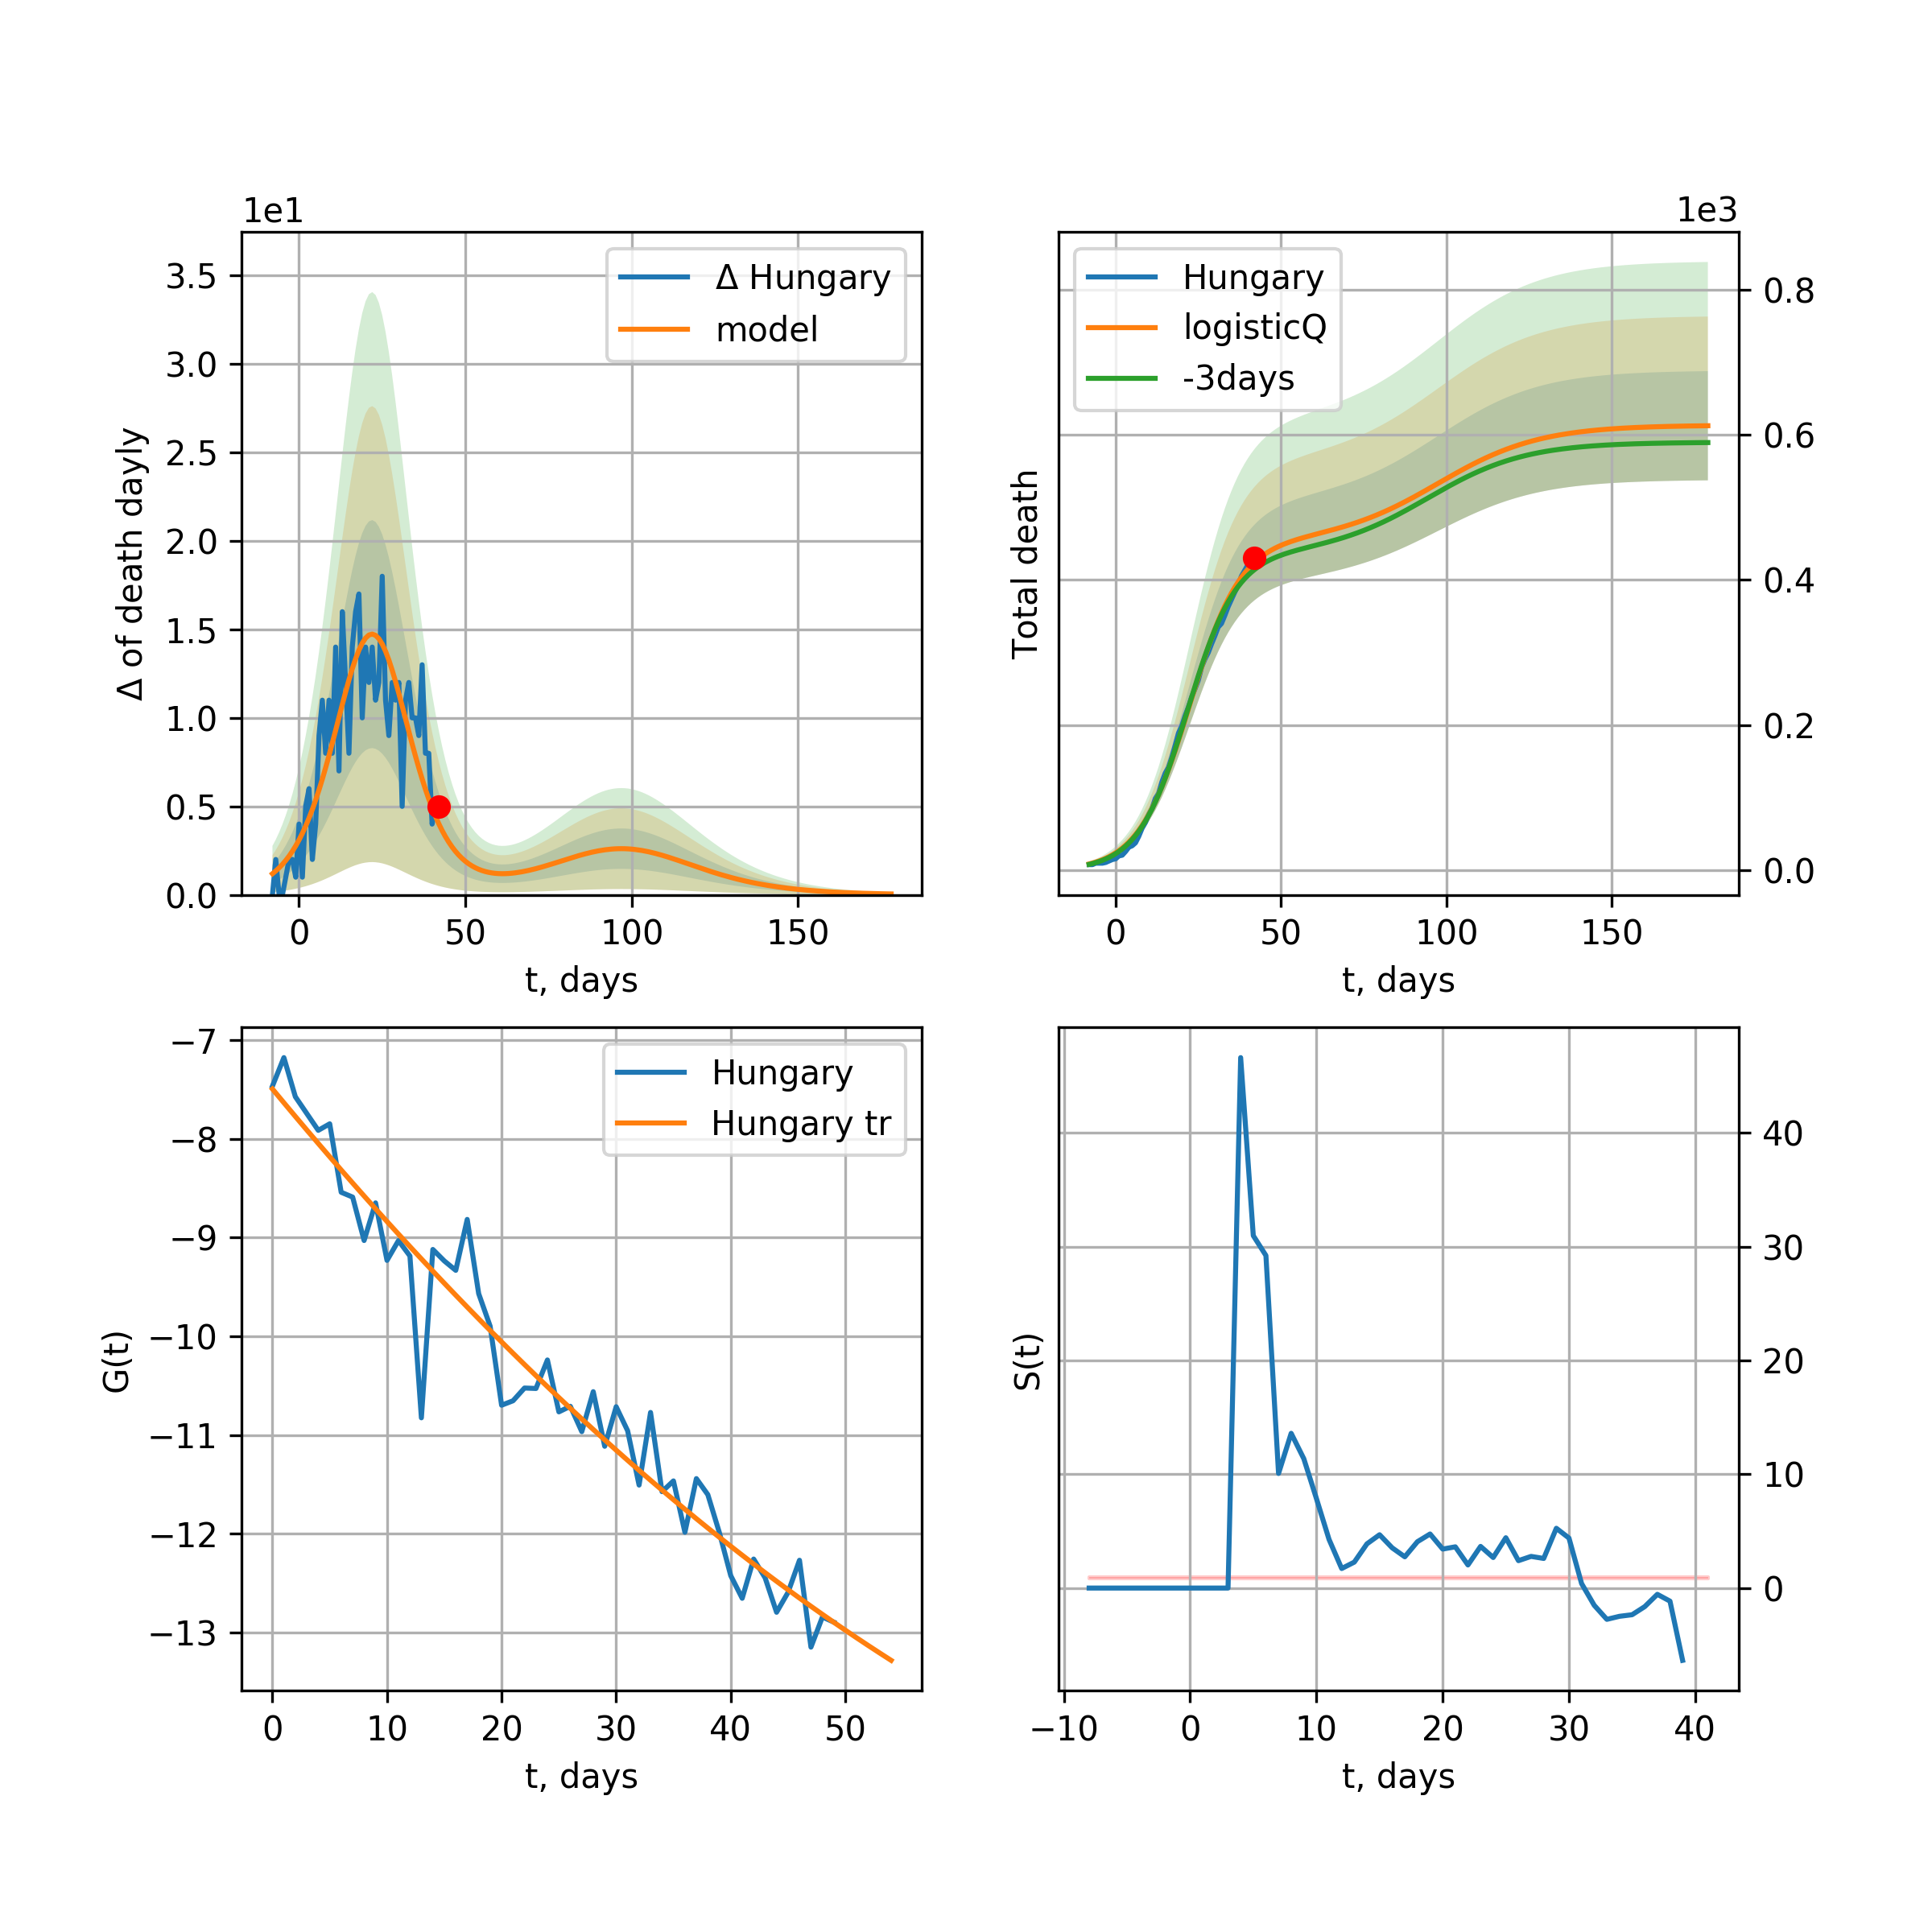 1e1
Δ of death dayly
3.5
3.0
2.5
2.0
1.5
1.0
0.5
0.0
Δ Hungary
model
0 50 100 150
t, days
1e3
Total death
Hungary
logisticQ
-3days
0.8
0.6
0.4
0.2
0.0
0 50 100 150
t, days
G(t)
−7
−8
−9
−10
−11
−12
−13
Hungary
Hungary tr
0 10 20 30 40 50
t, days
S(t)
40
30
20
10
0
−10 0 10 20 30 40
t, days